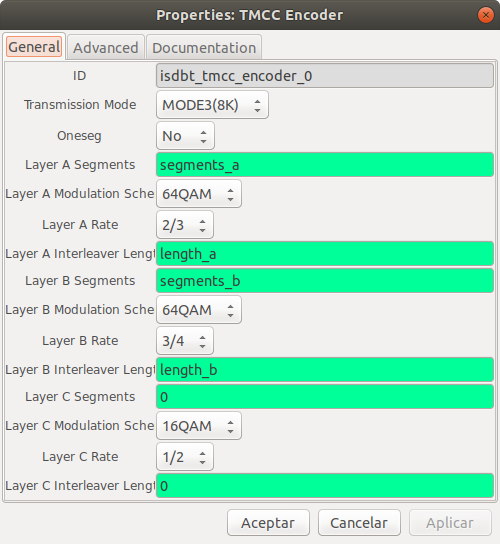 Properties: TMCC Encoder
General Advanced Documentation
ID isdbt_tmcc_encoder_0
Transmission Mode MODE3(8K)
Oneseg No
Layer A Segments segments_a
Layer A Modulation Sche 64QAM
Layer A Rate 2/3
Layer A Interleaver Lengt length_a
Layer B Segments segments_b
Layer B Modulation Sche 64QAM
Layer B Rate 3/4
Layer B Interleaver Lengt length_b
Layer C Segments 0
Layer C Modulation Sche 16QAM
Layer C Rate 1/2
Layer C Interleaver Lengt 0
Aceptar Cancelar Aplicar